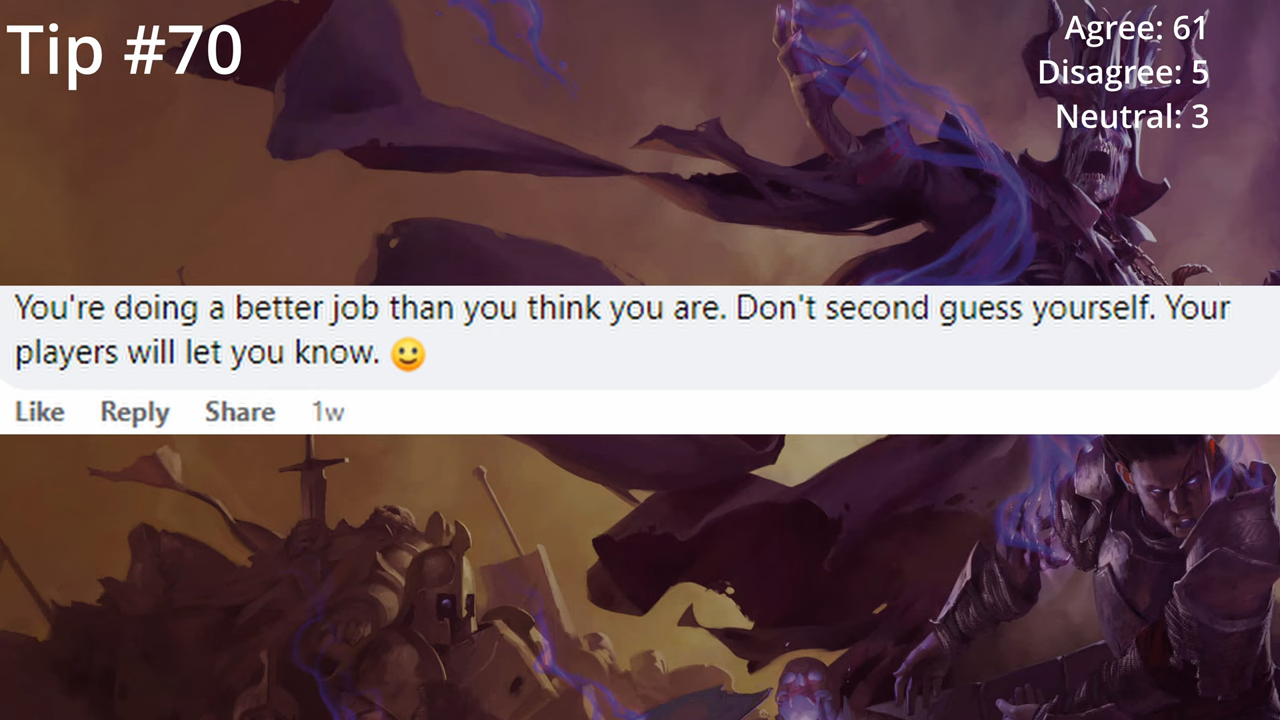 Tip #70
Agree: 61
Disagree: 5
Neutral: 3
You're doing a better job than you think you are. Don't second guess yourself. Your
players will let you know. 🙂
Like Reply Share 1w